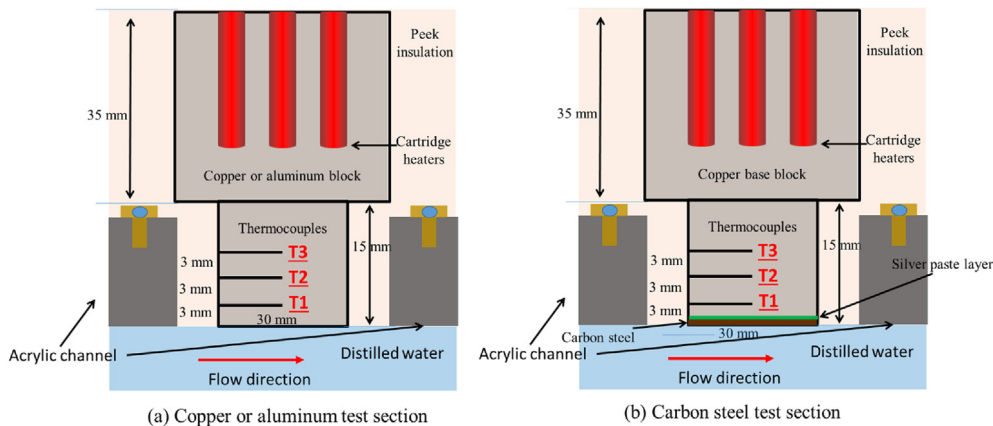 Peek
insulation
35 mm
Cartridge
heaters
Copper or aluminum block
Thermocouples
15 mm
T3
3 mm
T2
3 mm
T1
3 mm
30 mm
Acrylic channel
Distilled water
Flow direction
(a) Copper or aluminum test section
Peek
insulation
35 mm
Cartridge
heaters
Copper base block
Thermocouples
15 mm
Silver paste layer
T3
3 mm
T2
3 mm
T1
3 mm
Carbon steel
30 mm
Acrylic channel
Distilled water
Flow direction
(b) Carbon steel test section